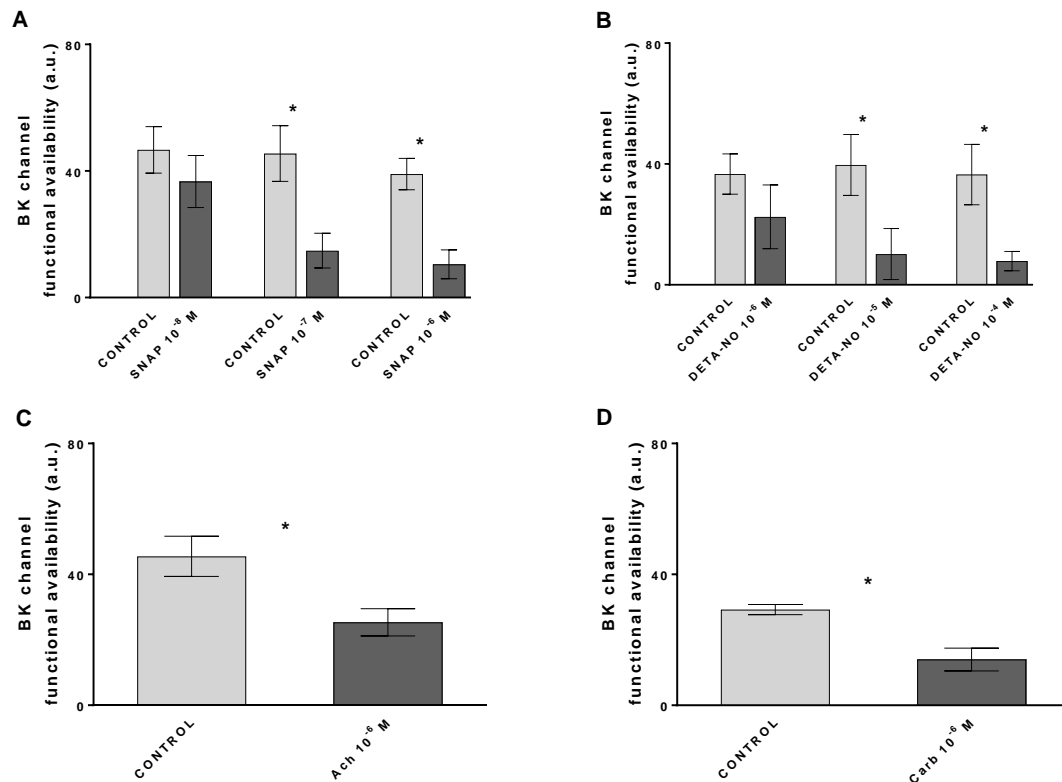 A
BK channel
functional availability (a.u.)
80
40
0
*
*
CONTROL
SNAP 10⁻⁸ M
CONTROL
SNAP 10⁻⁷ M
CONTROL
SNAP 10⁻⁶ M
B
BK channel
functional availability (a.u.)
80
40
0
*
*
CONTROL
DETA-NO 10⁻⁶ M
CONTROL
DETA-NO 10⁻⁵ M
CONTROL
DETA-NO 10⁻⁴ M
C
BK channel
functional availability (a.u.)
80
40
0
*
CONTROL
Ach 10⁻⁶ M
D
BK channel
functional availability (a.u.)
80
40
0
*
CONTROL
Carb 10⁻⁶ M